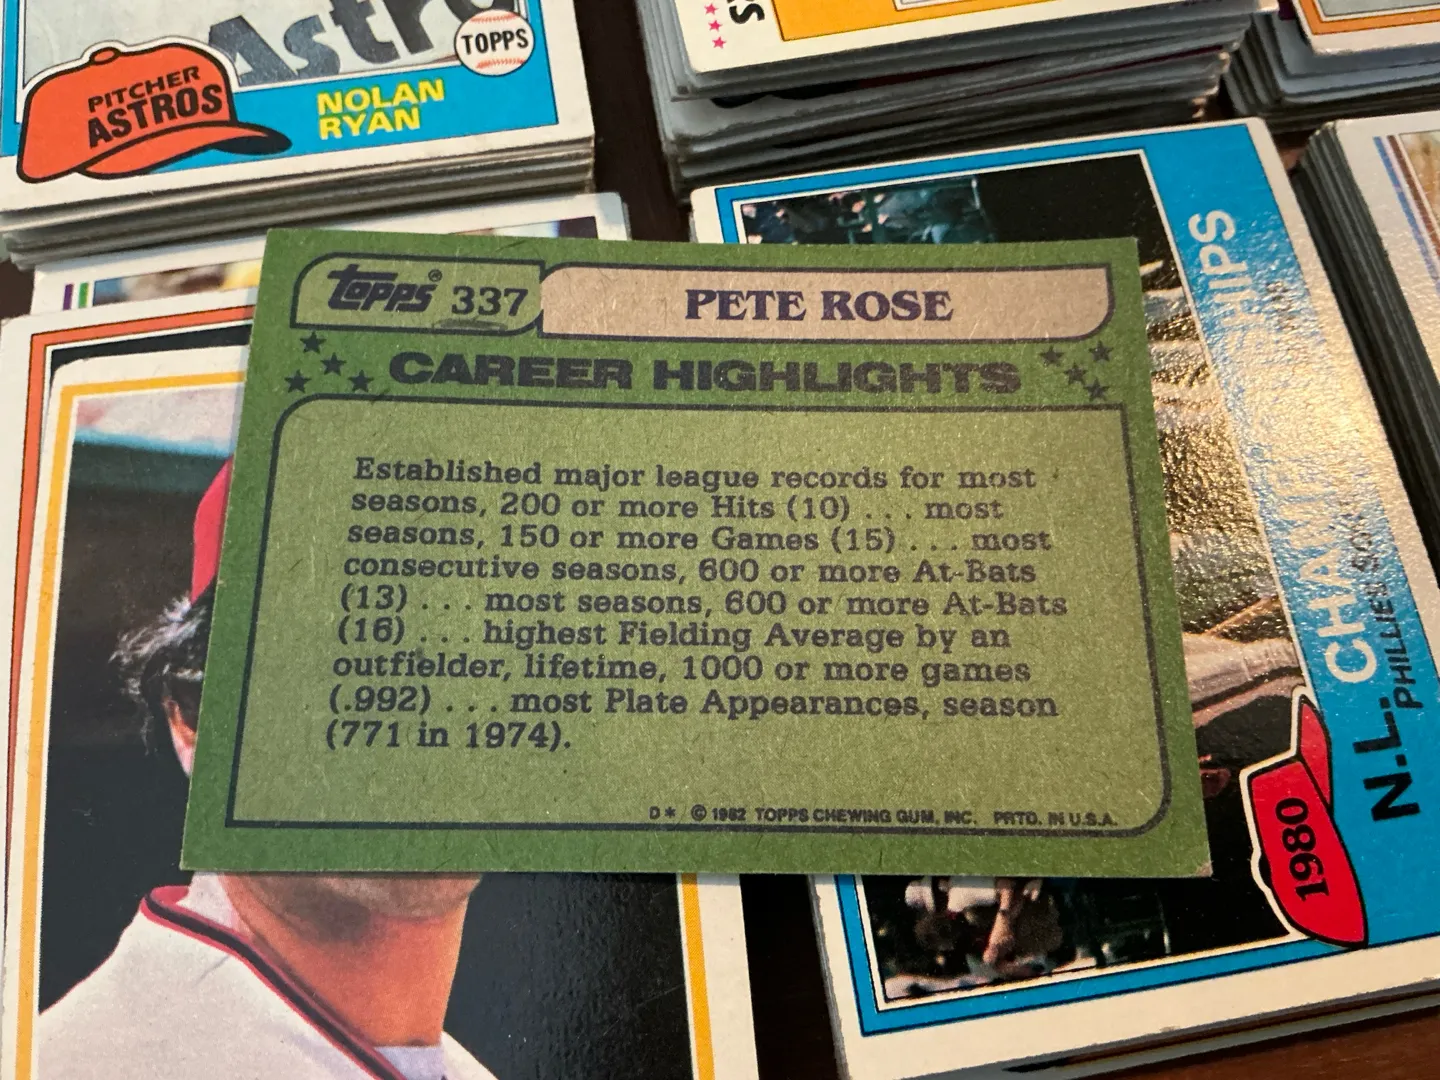 Astro
TOPPS
PITCHER
ASTROS
NOLAN
RYAN
TOPPS® 337
PETE ROSE
CAREER HIGHLIGHTS
Established major league records for most
seasons, 200 or more Hits (10) . . . most
seasons, 150 or more Games (15) . . . most
consecutive seasons, 600 or more At-Bats
(13) . . . most seasons, 600 or more At-Bats
(16) . . . highest Fielding Average by an
outfielder, lifetime, 1000 or more games
(.992) . . . most Plate Appearances, season
(771 in 1974).
D* © 1982 TOPPS CHEWING GUM, INC. PRTD. IN U.S.A.
N.L. CHAMPIONSHIPS
PHILLIES
1980